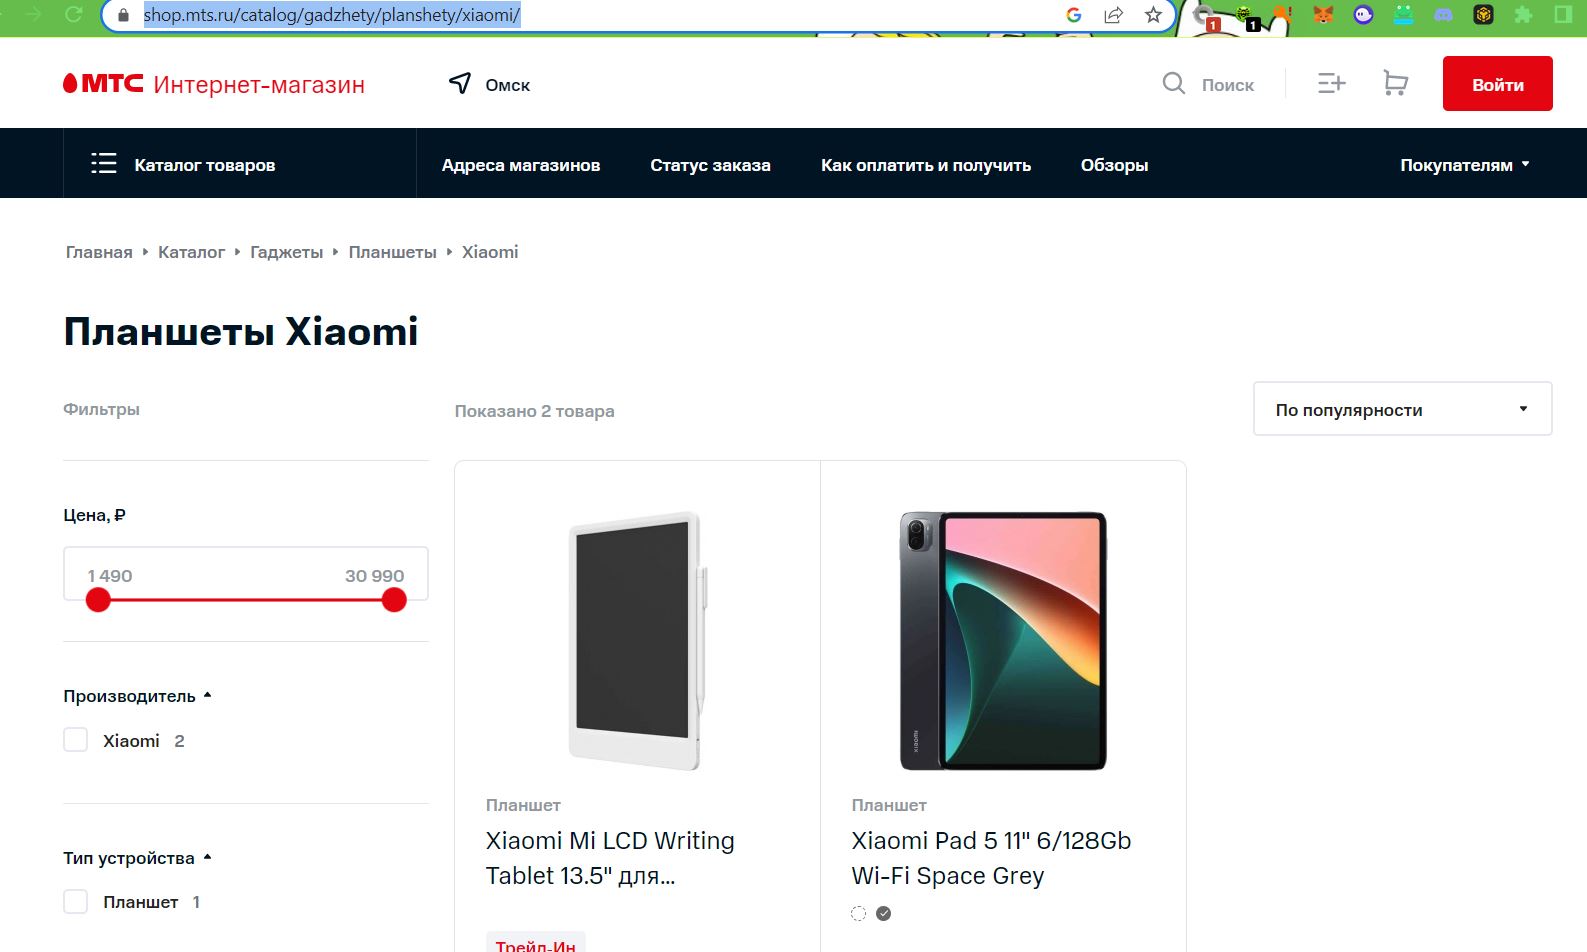 shop.mts.ru/catalog/gadzhety/planshety/xiaomi/
1
1
МТС Интернет-магазин
Омск
Поиск
Войти
Каталог товаров
Адреса магазинов
Статус заказа
Как оплатить и получить
Обзоры
Покупателям
Главная
Каталог
Гаджеты
Планшеты
Xiaomi
Планшеты Xiaomi
Фильтры
Показано 2 товара
По популярности
Цена, ₽
1 490
30 990
Производитель
Xiaomi 2
Тип устройства
Планшет 1
xiaomi
Планшет
Xiaomi Mi LCD Writing
Tablet 13.5" для...
Трейд-Ин
Планшет
Xiaomi Pad 5 11" 6/128Gb
Wi-Fi Space Grey